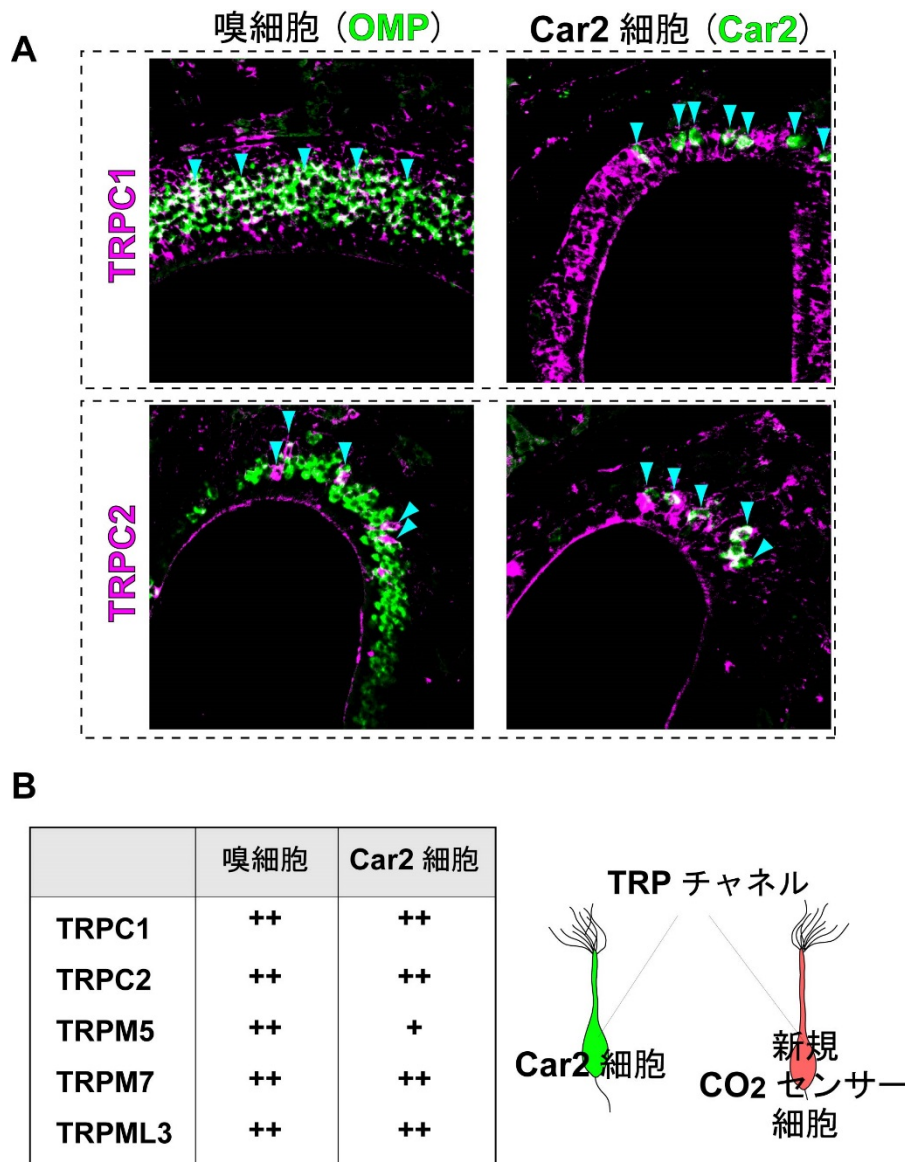 A
嗅細胞 (OMP)
Car2 細胞 (Car2)
TRPC1
TRPC2
B
嗅細胞 Car2 細胞
TRPC1 ++ ++
TRPC2 ++ ++
TRPM5 ++ +
TRPM7 ++ ++
TRPML3 ++ ++
TRP チャネル
Car2 細胞
新規
CO2 センサー
細胞